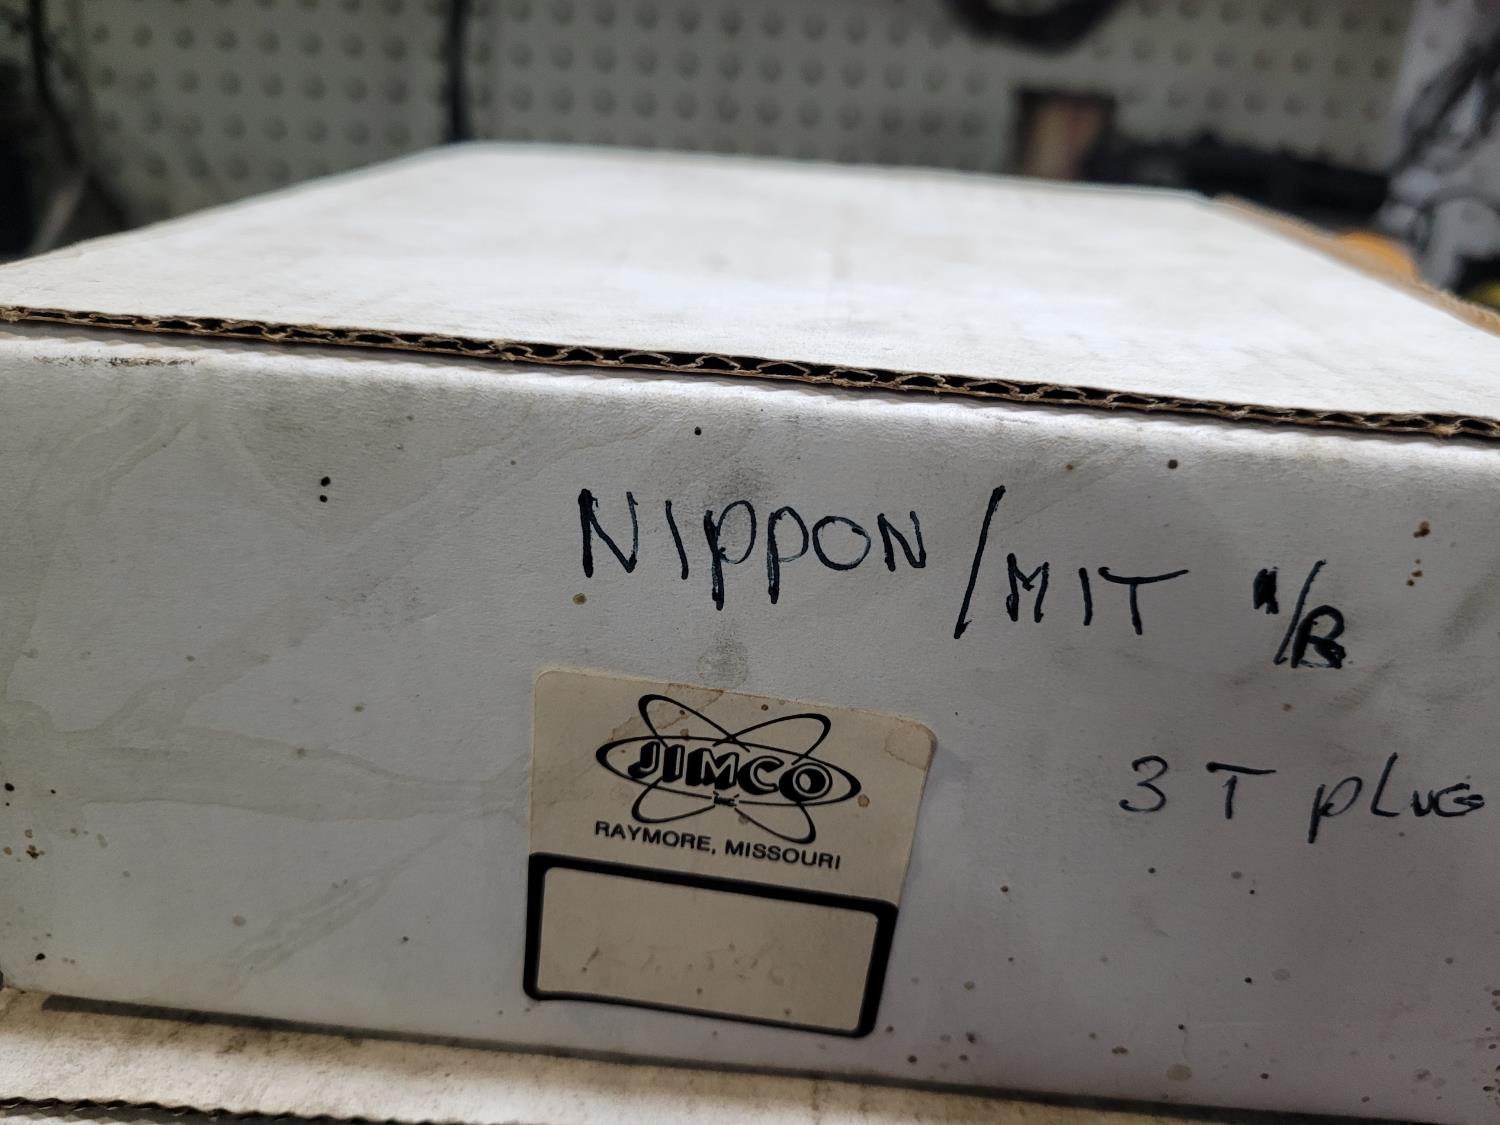 NIPPON/MIT /B
3 T PLUG
JIMCO
INC.
RAYMORE, MISSOURI